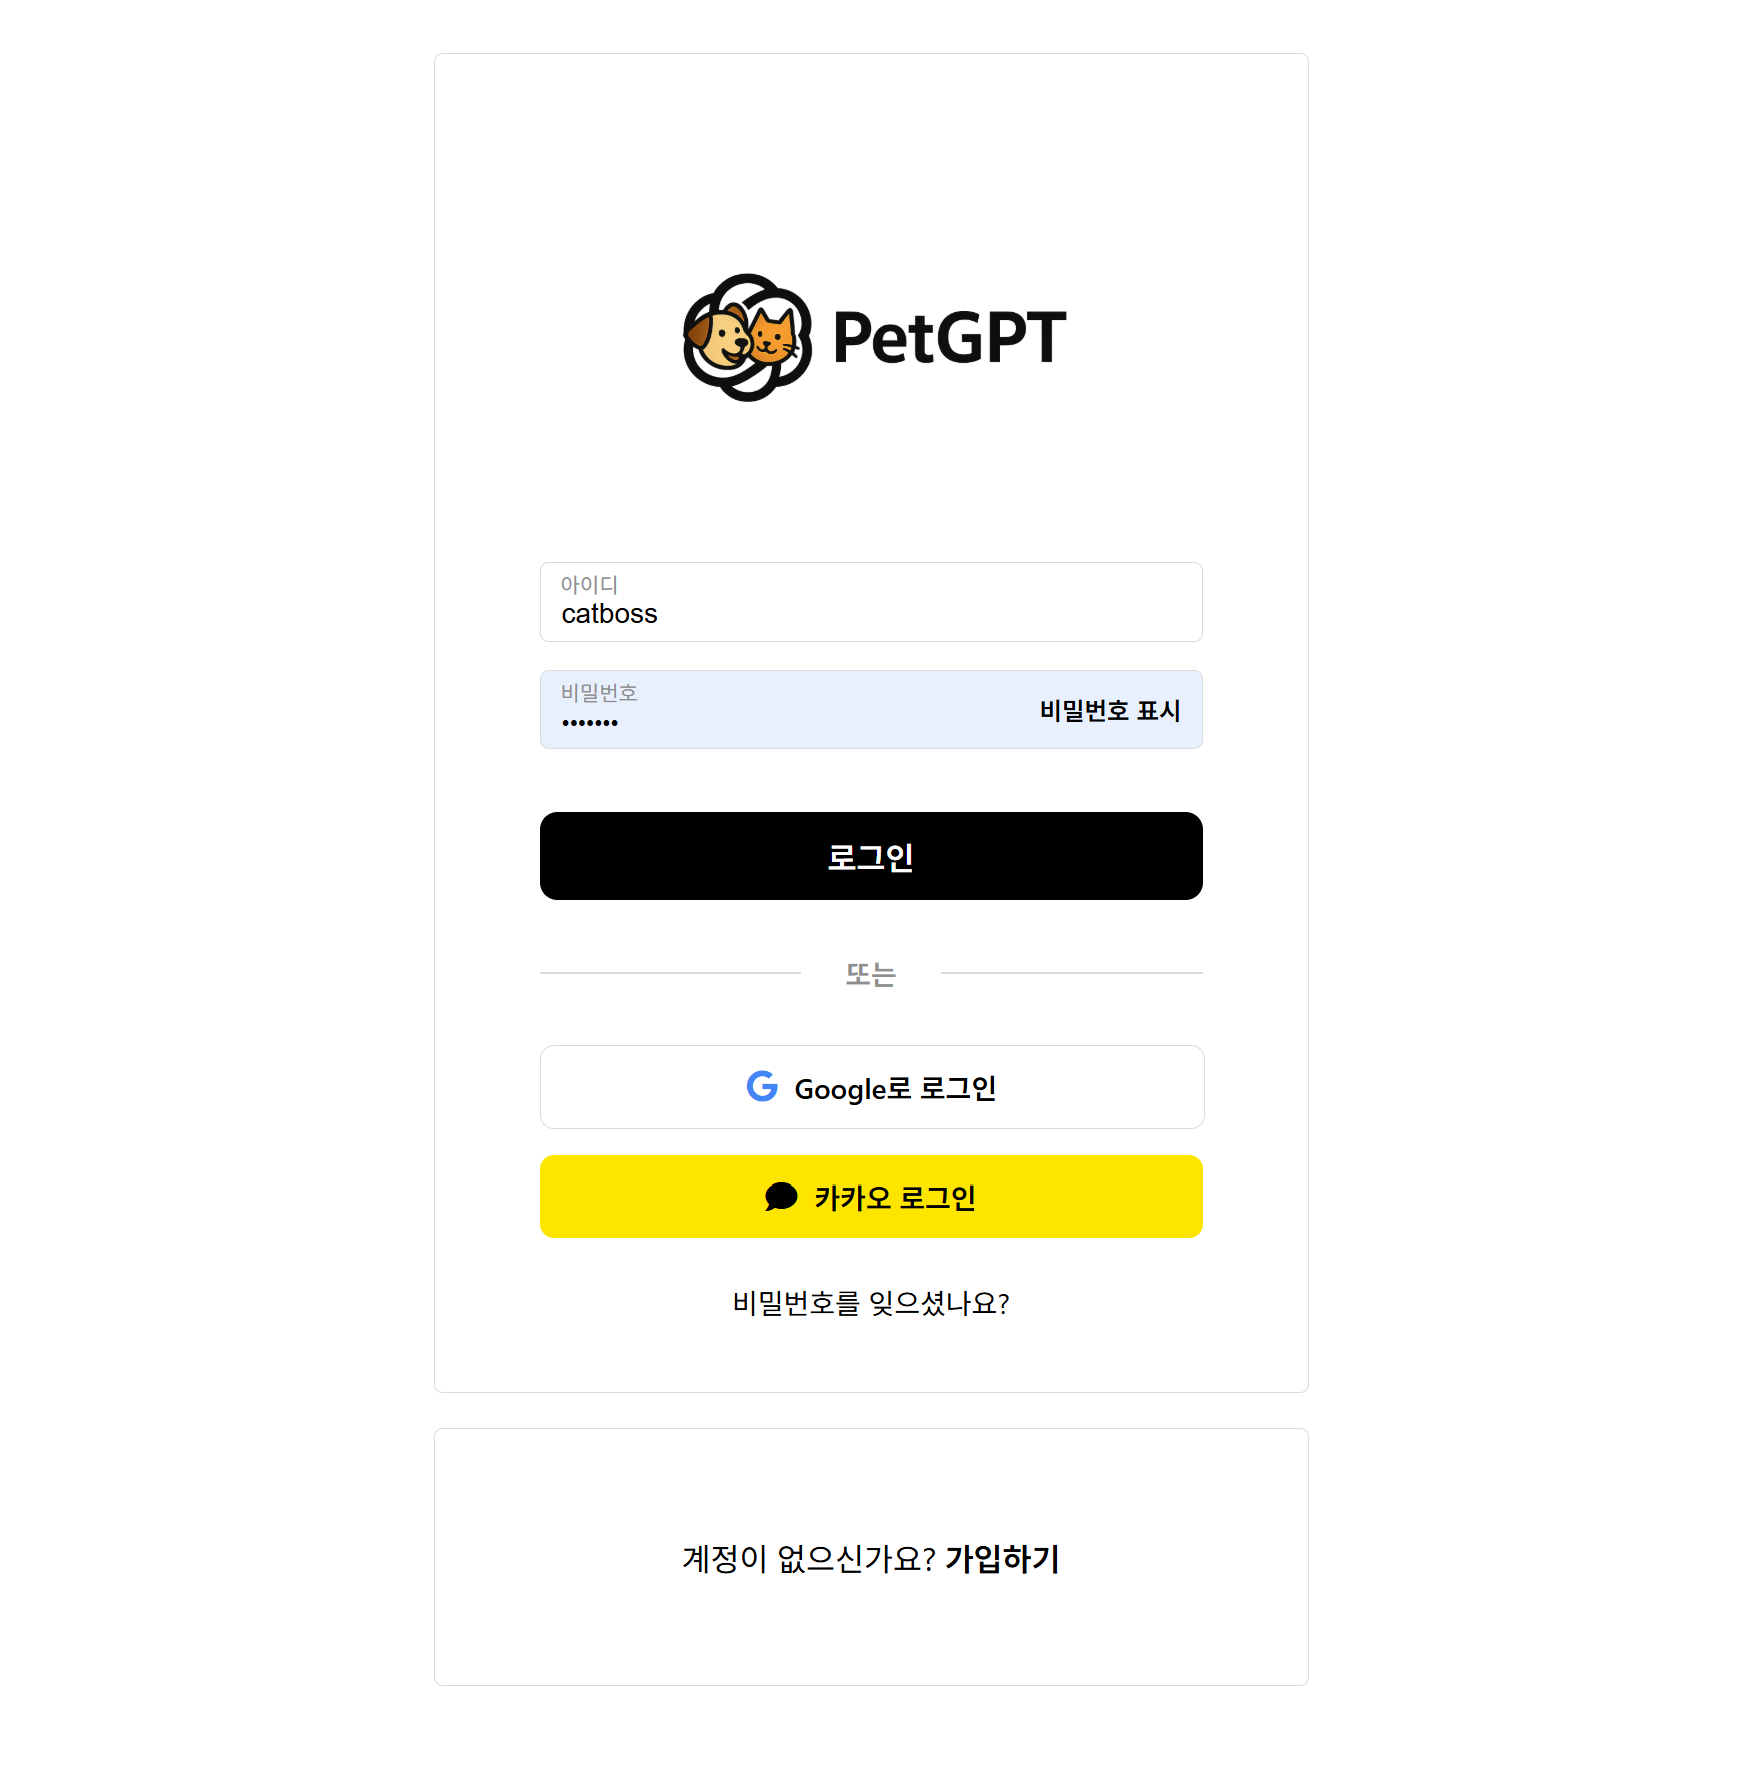 PetGPT
아이디
catboss
비밀번호
•••••••
비밀번호 표시
로그인
또는
Google로 로그인
카카오 로그인
비밀번호를 잊으셨나요?
계정이 없으신가요? 가입하기